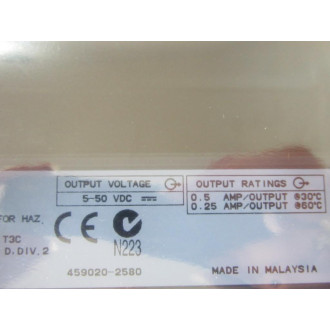 OUTPUT VOLTAGE
5-50 VDC
OUTPUT RATINGS
0.5 AMP/OUTPUT @30℃
0.25 AMP/OUTPUT @60℃
FOR HAZ.
T3C
D.DIV.2
CE
N223
459020-2580
MADE IN MALAYSIA